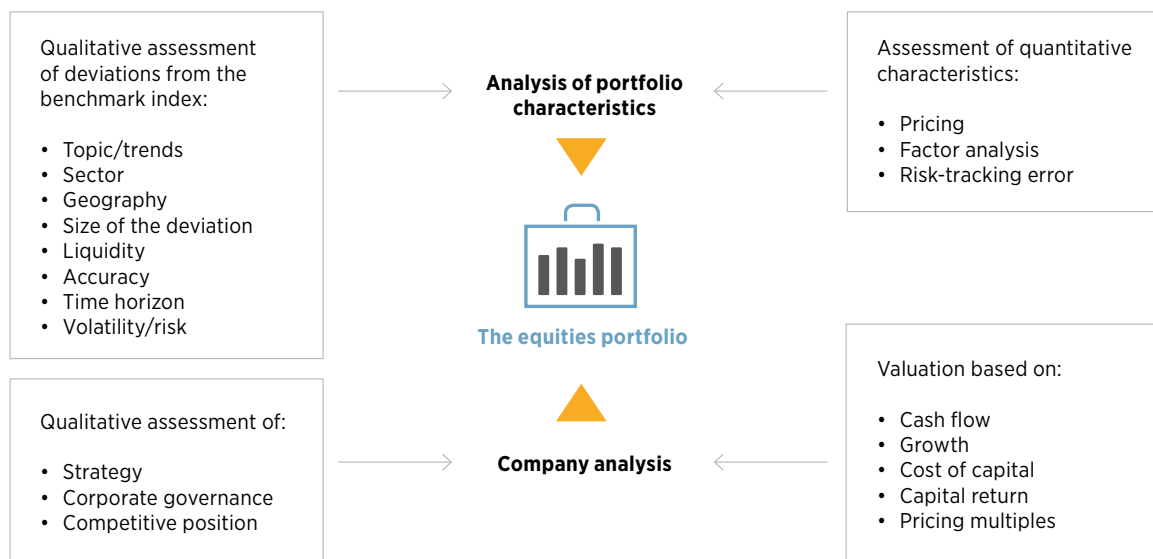 Qualitative assessment
of deviations from the
benchmark index:
• Topic/trends
• Sector
• Geography
• Size of the deviation
• Liquidity
• Accuracy
• Time horizon
• Volatility/risk
Analysis of portfolio
characteristics
Assessment of quantitative
characteristics:
• Pricing
• Factor analysis
• Risk-tracking error
The equities portfolio
Qualitative assessment of:
• Strategy
• Corporate governance
• Competitive position
Company analysis
Valuation based on:
• Cash flow
• Growth
• Cost of capital
• Capital return
• Pricing multiples